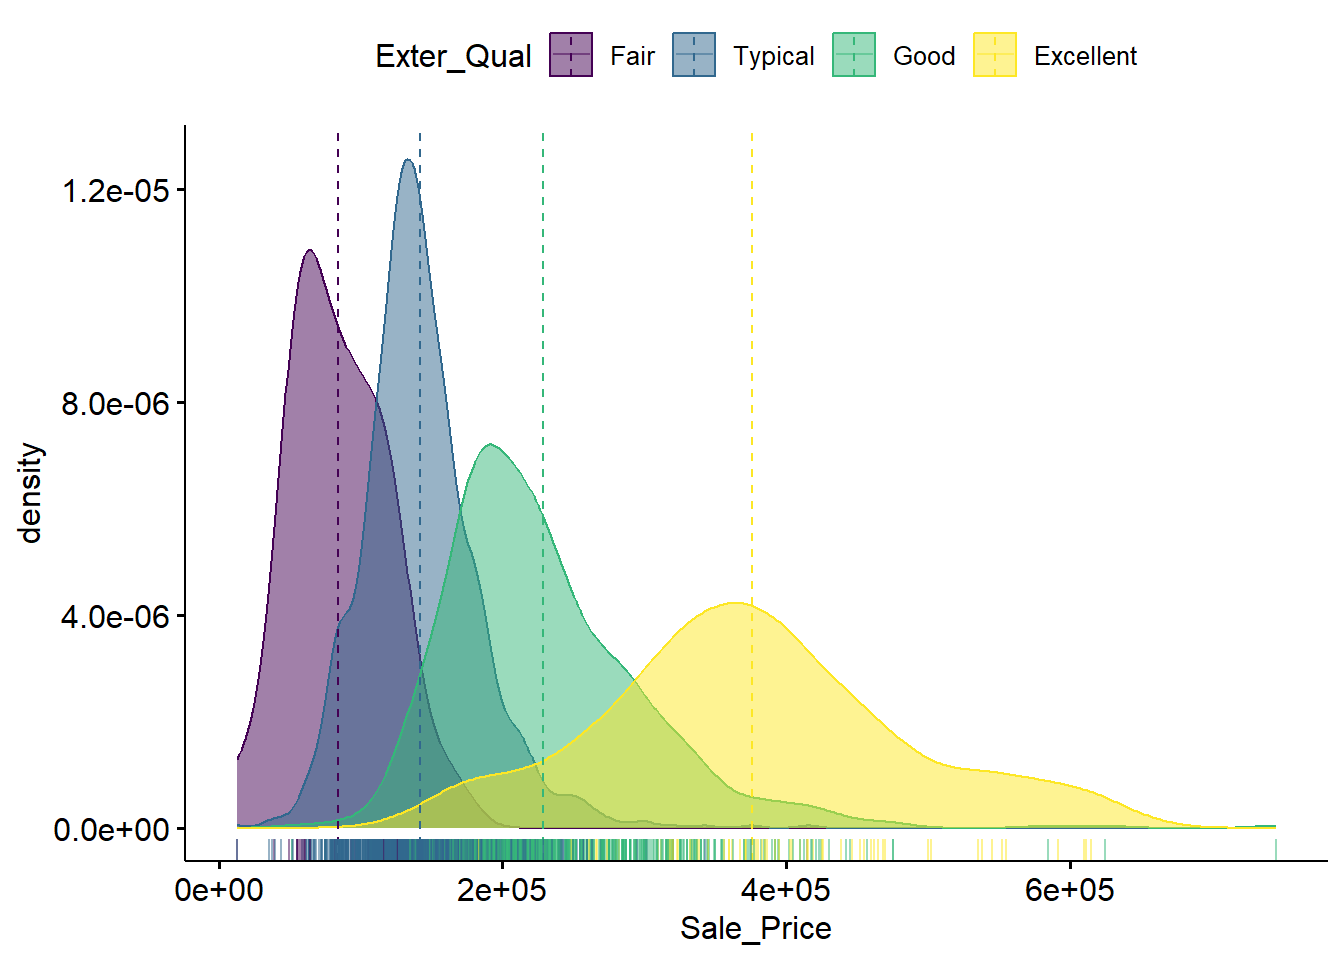 Exter_Qual Fair Typical Good Excellent
1.2e-05
8.0e-06
density
4.0e-06
0.0e+00
0e+00 2e+05 4e+05 6e+05
Sale_Price